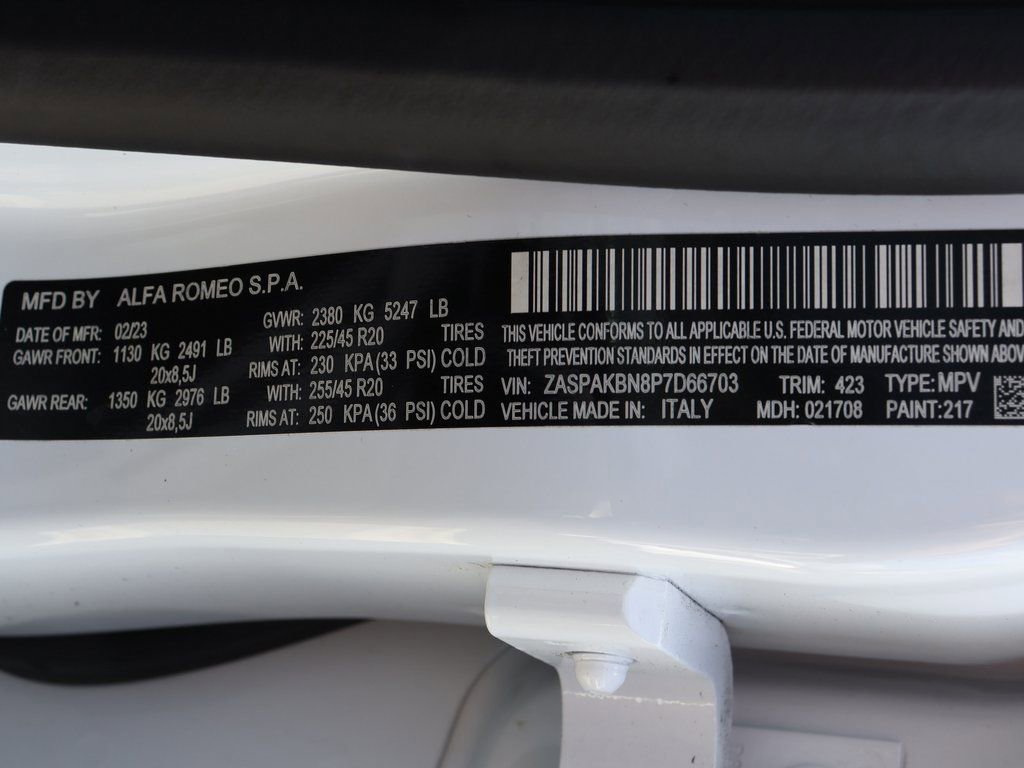 MFD BY ALFA ROMEO S.P.A.
DATE OF MFR: 02/23 GVWR: 2380 KG 5247 LB
GAWR FRONT: 1130 KG 2491 LB WITH: 225/45 R20 TIRES
20x8,5J RIMS AT: 230 KPA(33 PSI) COLD
GAWR REAR: 1350 KG 2976 LB WITH: 255/45 R20 TIRES
20x8,5J RIMS AT: 250 KPA(36 PSI) COLD
THIS VEHICLE CONFORMS TO ALL APPLICABLE U.S. FEDERAL MOTOR VEHICLE SAFETY AND
THEFT PREVENTION STANDARDS IN EFFECT ON THE DATE OF MANUFACTURE SHOWN ABOV
VIN: ZASPAKBN8P7D66703 TRIM: 423 TYPE: MPV
VEHICLE MADE IN: ITALY MDH: 021708 PAINT:217